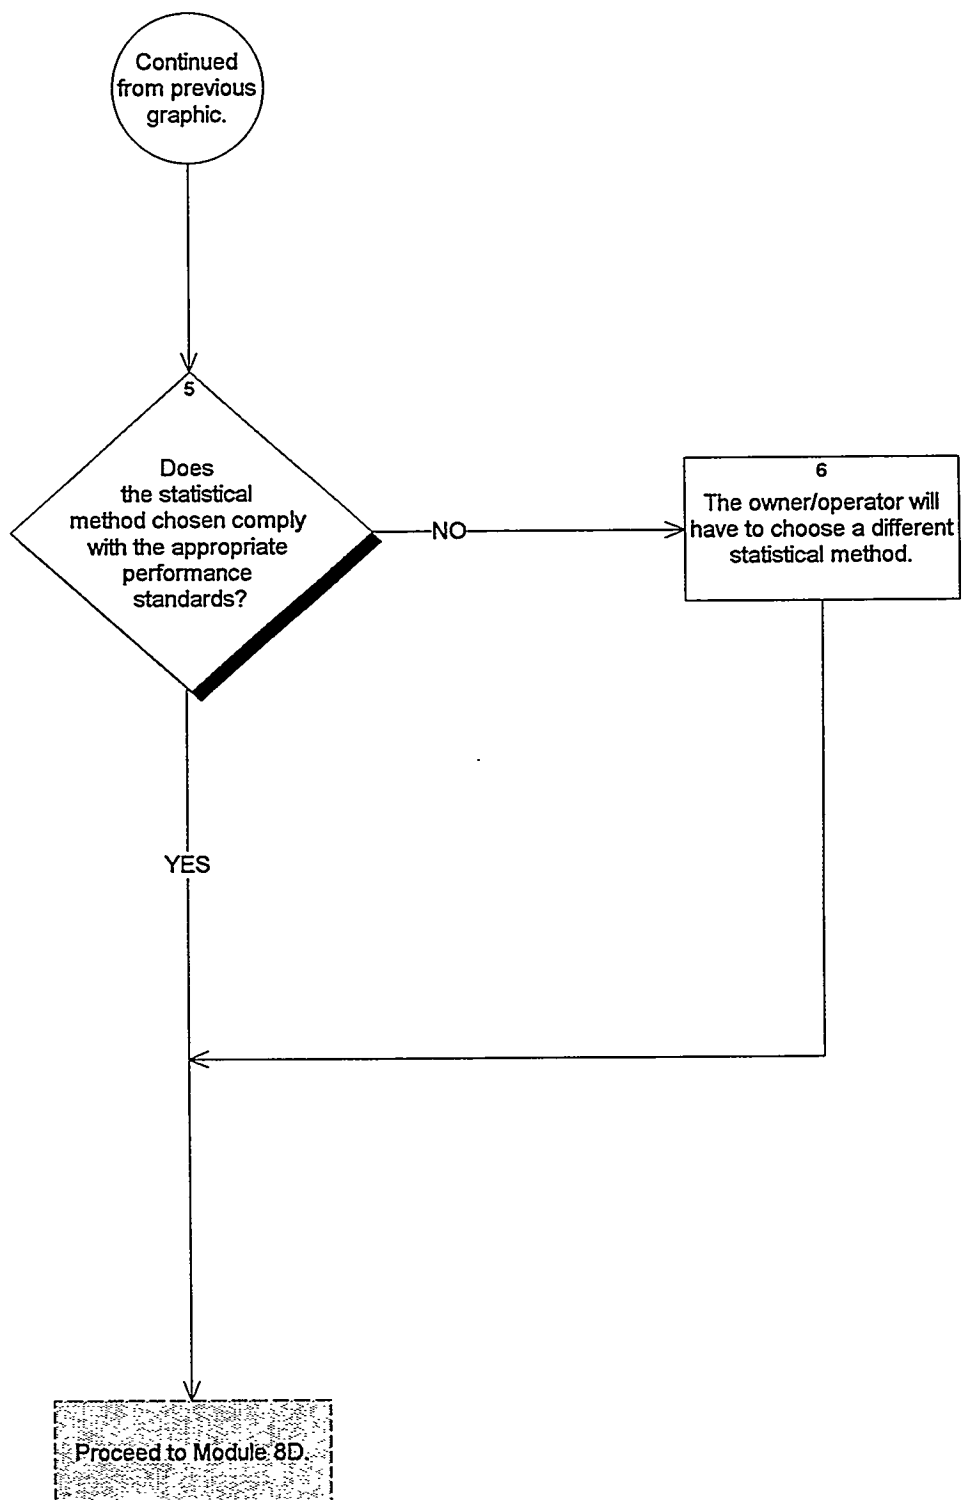 Continued
from previous
graphic.
5
Does
the statistical
method chosen comply
with the appropriate
performance
standards?
NO
6
The owner/operator will
have to choose a different
statistical method.
YES
Proceed to Module 8D.